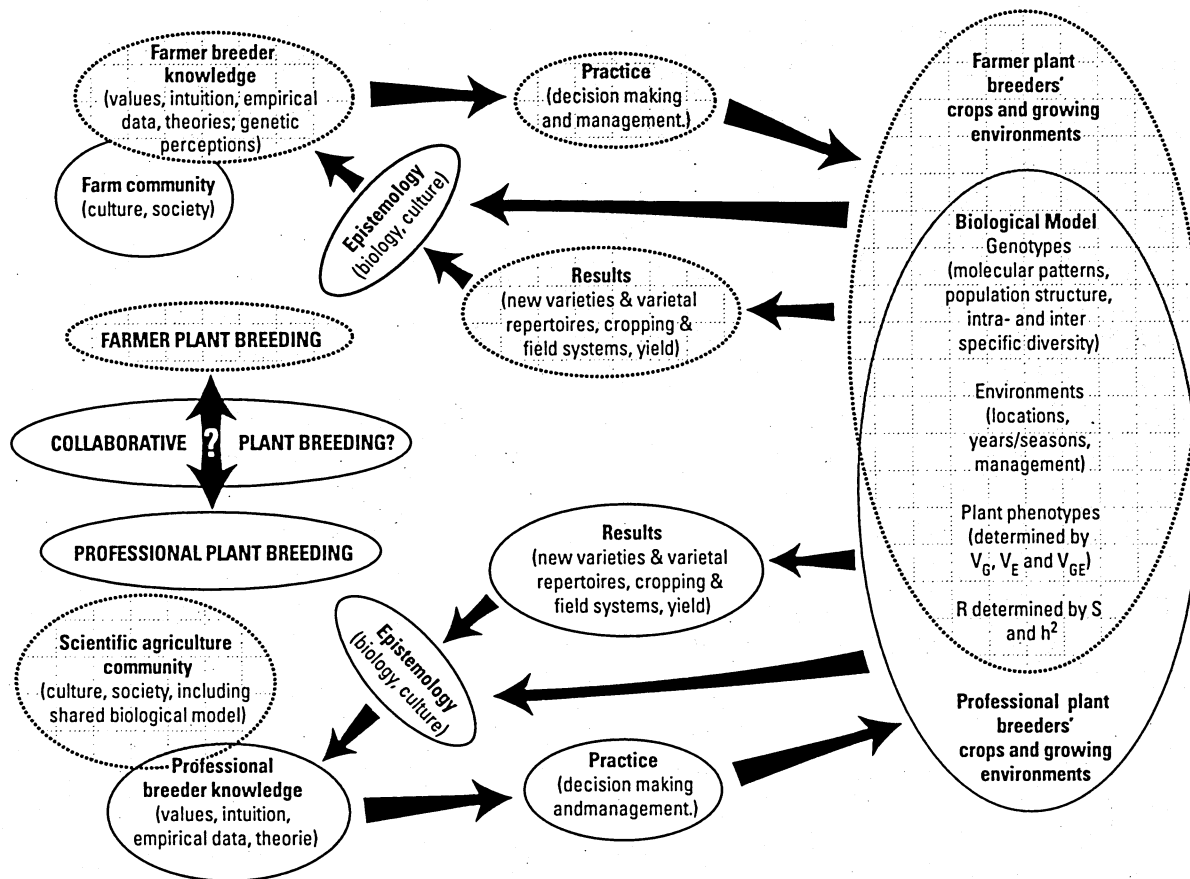 Farmer breeder
knowledge
(values, intuition, empirical
data, theories; genetic
perceptions)
Farm community
(culture, society)
Practice
(decision making
and management.)
Farmer plant
breeders'
crops and growing
environments
Epistemology
(biology, culture)
Results
(new varieties & varietal
repertoires, cropping &
field systems, yield)
Biological Model
Genotypes
(molecular patterns,
population structure,
intra- and inter
specific diversity)
Environments
(locations,
years/seasons,
management)
Plant phenotypes
(determined by
V_G, V_E and V_GE)
R determined by S
and h²
Professional plant
breeders'
crops and growing
environments
FARMER PLANT BREEDING
COLLABORATIVE ? PLANT BREEDING?
PROFESSIONAL PLANT BREEDING
Results
(new varieties & varietal
repertoires, cropping &
field systems, yield)
Epistemology
(biology, culture)
Scientific agriculture
community
(culture, society, including
shared biological model)
Professional
breeder knowledge
(values, intuition,
empirical data, theorie)
Practice
(decision making
andmanagement.)